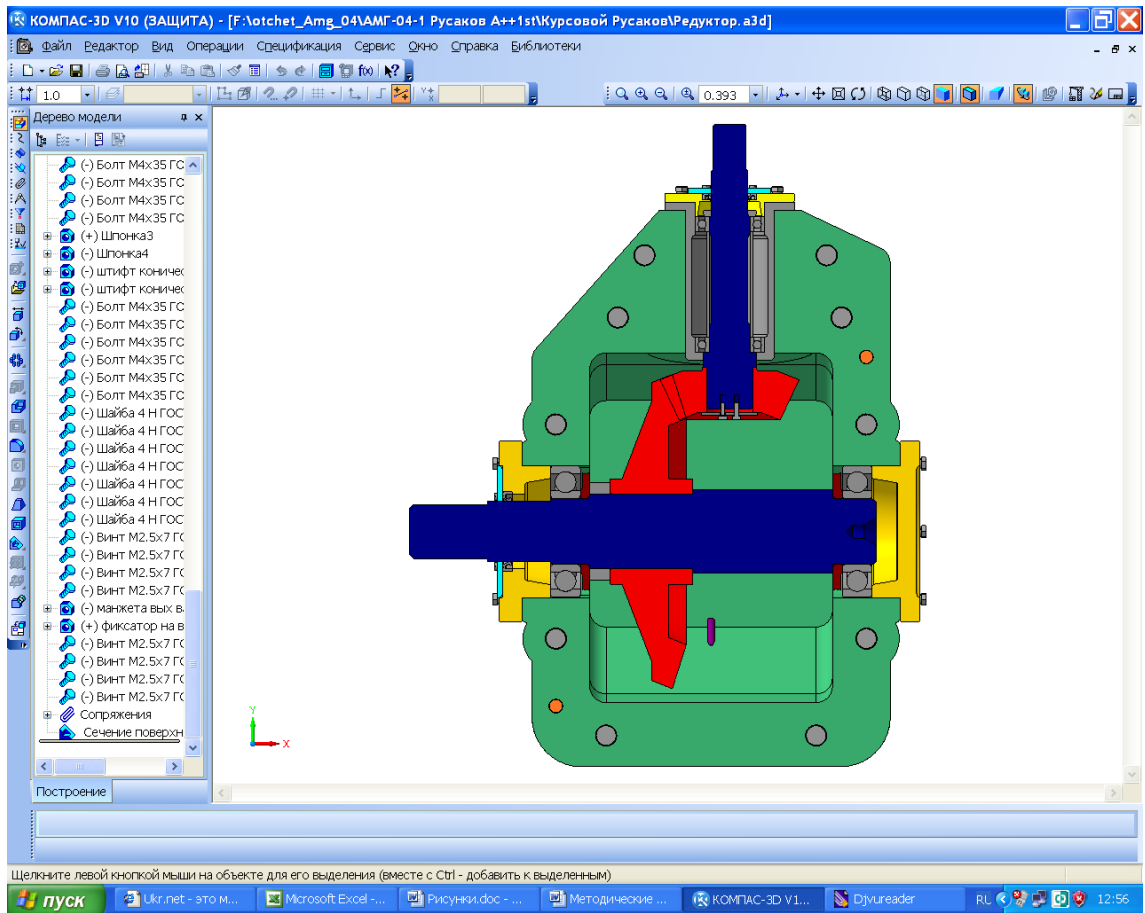 КОМПАС-3D V10 (ЗАЩИТА) - [F:\otchet_Amg_04\АМГ-04-1 Русаков А++1st\Курсовой Русаков\Редуктор.a3d]
Файл Редактор Вид Операции Спецификация Сервис Окно Справка Библиотеки
f(x)
1.0 0.393
Дерево модели
(-) Болт М4х35 ГС
(-) Болт М4х35 ГС
(-) Болт М4х35 ГС
(-) Болт М4х35 ГС
(+) Шпонка3
(-) Шпонка4
(-) штифт коничес
(-) штифт коничес
(-) Болт М4х35 ГС
(-) Болт М4х35 ГС
(-) Болт М4х35 ГС
(-) Болт М4х35 ГС
(-) Болт М4х35 ГС
(-) Болт М4х35 ГС
(-) Шайба 4 Н ГОС
(-) Шайба 4 Н ГОС
(-) Шайба 4 Н ГОС
(-) Шайба 4 Н ГОС
(-) Шайба 4 Н ГОС
(-) Шайба 4 Н ГОС
(-) Шайба 4 Н ГОС
(-) Винт М2.5х7 ГС
(-) Винт М2.5х7 ГС
(-) Винт М2.5х7 ГС
(-) Винт М2.5х7 ГС
(-) манжета вых в
(+) фиксатор на в
(-) Винт М2.5х7 ГС
(-) Винт М2.5х7 ГС
(-) Винт М2.5х7 ГС
(-) Винт М2.5х7 ГС
Сопряжения
Сечение поверхн
Y
X
Построение
Щелкните левой кнопкой мыши на объекте для его выделения (вместе с Ctrl - добавить к выделенным)
пуск Ukr.net - это м... Microsoft Excel -... Рисунки.doc - ... Методические ... КОМПАС-3D V1... Djvureader RU 12:56